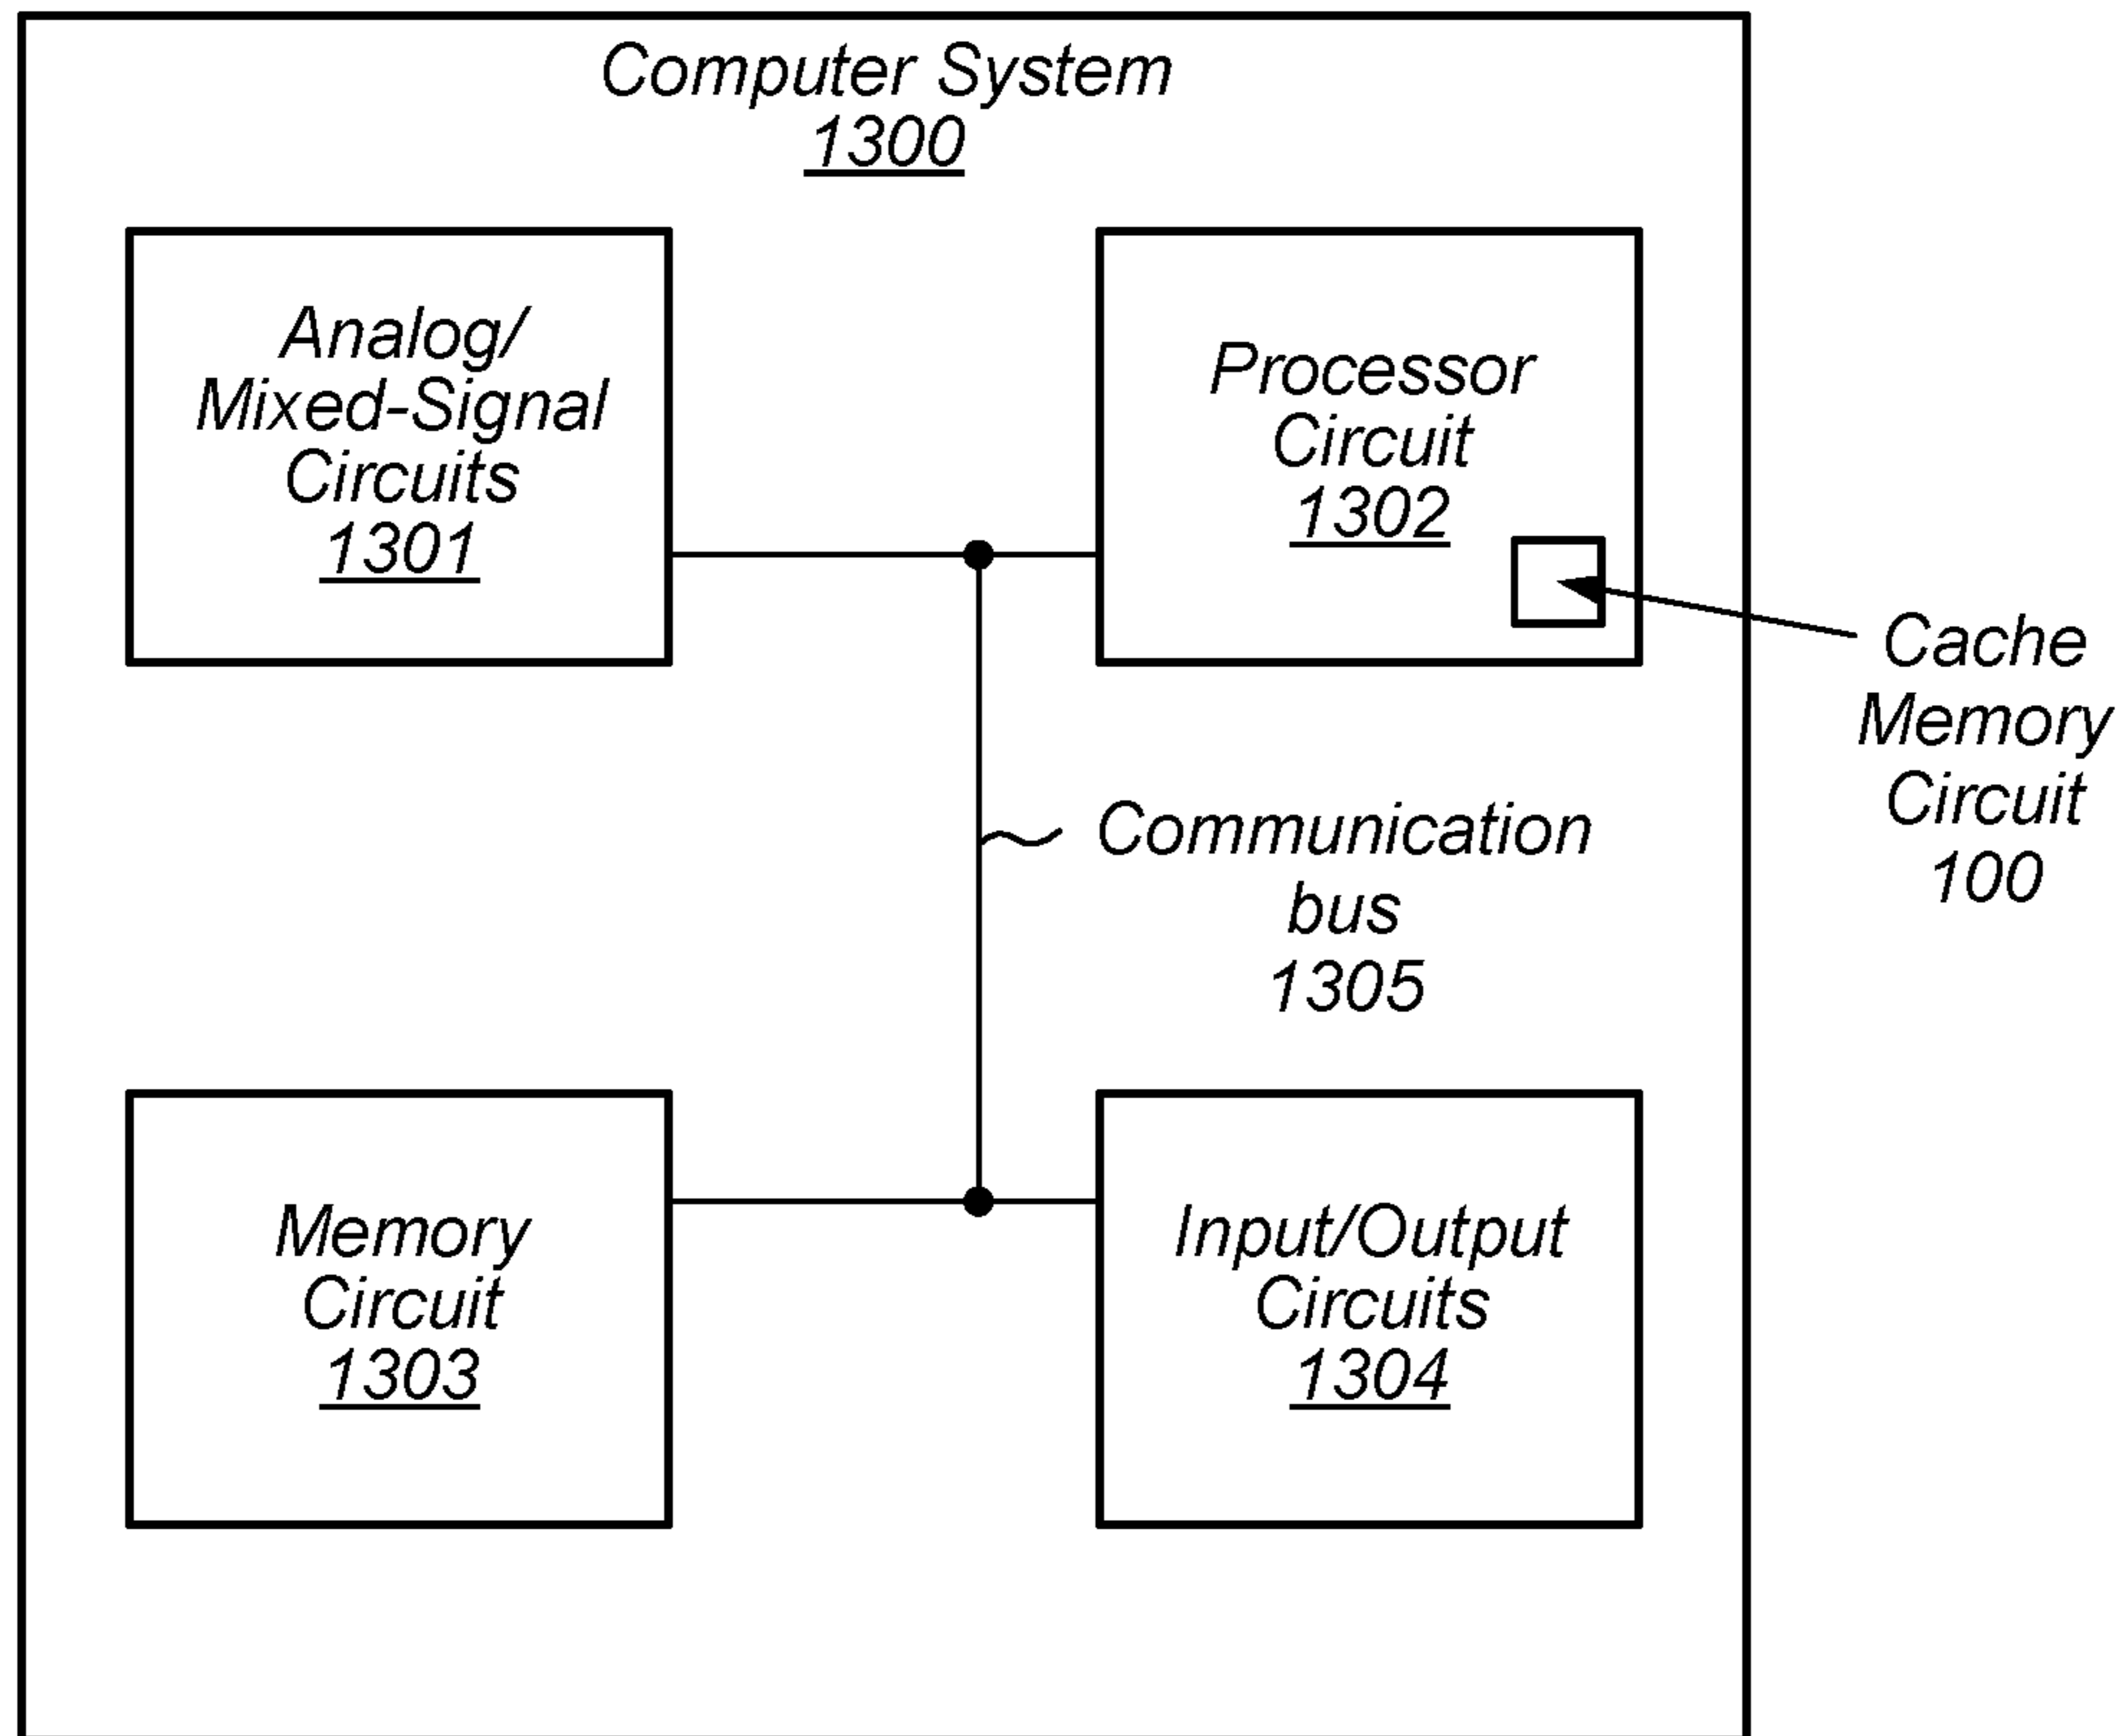 Computer System
1300
Analog/
Mixed-Signal
Circuits
1301
Processor
Circuit
1302
Cache
Memory
Circuit
100
Communication
bus
1305
Memory
Circuit
1303
Input/Output
Circuits
1304